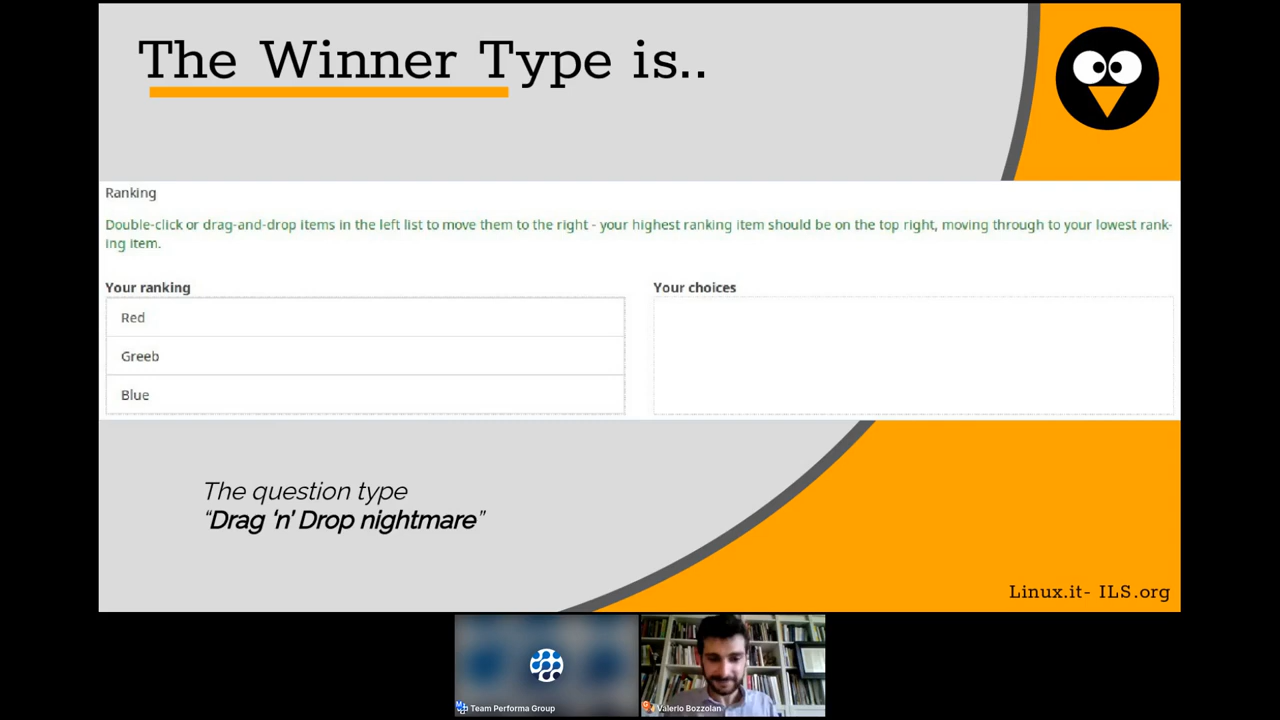 The Winner Type is..
Ranking
Double-click or drag-and-drop items in the left list to move them to the right - your highest ranking item should be on the top right, moving through to your lowest rank-
ing item.
Your ranking
Your choices
Red
Greeb
Blue
The question type
“Drag ‘n’ Drop nightmare”
Linux.it- ILS.org
Team Performa Group
Valerio Bozzolan